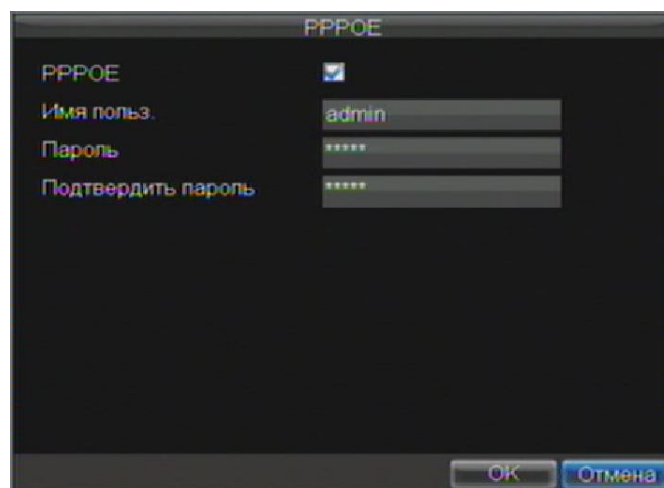 PPPOE
PPPOE
Имя польз. admin
Пароль *****
Подтвердить пароль *****
OK Отмена